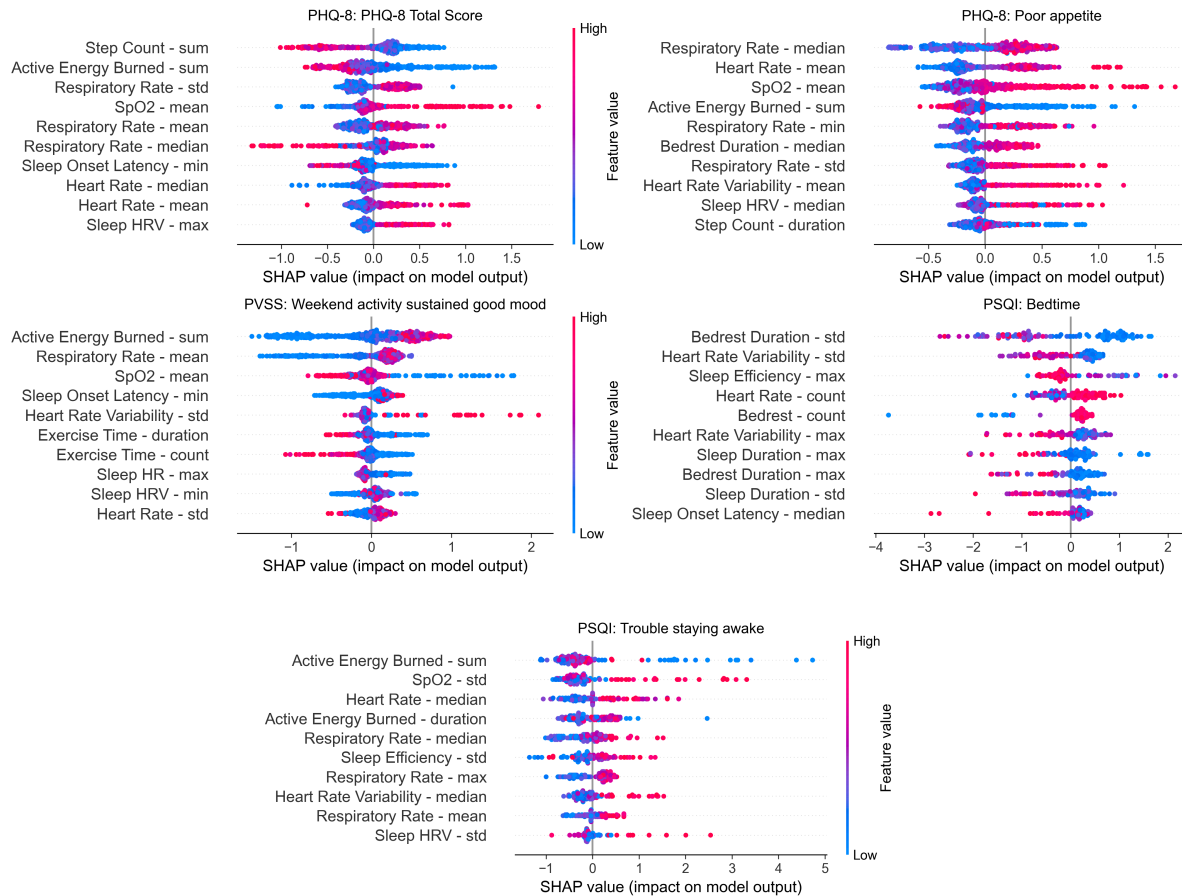 PHQ-8: PHQ-8 Total Score
Step Count - sum
Active Energy Burned - sum
Respiratory Rate - std
SpO2 - mean
Respiratory Rate - mean
Respiratory Rate - median
Sleep Onset Latency - min
Heart Rate - median
Heart Rate - mean
Sleep HRV - max
−1.0 −0.5 0.0 0.5 1.0 1.5
SHAP value (impact on model output)
High
Feature value
Low
PHQ-8: Poor appetite
Respiratory Rate - median
Heart Rate - mean
SpO2 - mean
Active Energy Burned - sum
Respiratory Rate - min
Bedrest Duration - median
Respiratory Rate - std
Heart Rate Variability - mean
Sleep HRV - median
Step Count - duration
−0.5 0.0 0.5 1.0 1.5
SHAP value (impact on model output)
PVSS: Weekend activity sustained good mood
Active Energy Burned - sum
Respiratory Rate - mean
SpO2 - mean
Sleep Onset Latency - min
Heart Rate Variability - std
Exercise Time - duration
Exercise Time - count
Sleep HR - max
Sleep HRV - min
Heart Rate - std
−1 0 1 2
SHAP value (impact on model output)
High
Feature value
Low
PSQI: Bedtime
Bedrest Duration - std
Heart Rate Variability - std
Sleep Efficiency - max
Heart Rate - count
Bedrest - count
Heart Rate Variability - max
Sleep Duration - max
Bedrest Duration - max
Sleep Duration - std
Sleep Onset Latency - median
−4 −3 −2 −1 0 1 2
SHAP value (impact on model output)
PSQI: Trouble staying awake
Active Energy Burned - sum
SpO2 - std
Heart Rate - median
Active Energy Burned - duration
Respiratory Rate - median
Sleep Efficiency - std
Respiratory Rate - max
Heart Rate Variability - median
Respiratory Rate - mean
Sleep HRV - std
−1 0 1 2 3 4 5
SHAP value (impact on model output)
High
Feature value
Low